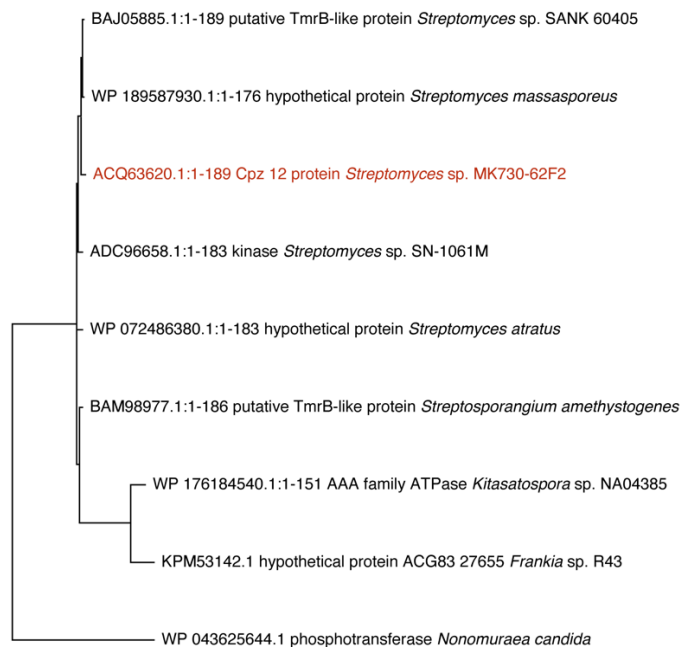 BAJ05885.1:1-189 putative TmrB-like protein Streptomyces sp. SANK 60405
WP 189587930.1:1-176 hypothetical protein Streptomyces massasporeus
ACQ63620.1:1-189 Cpz 12 protein Streptomyces sp. MK730-62F2
ADC96658.1:1-183 kinase Streptomyces sp. SN-1061M
WP 072486380.1:1-183 hypothetical protein Streptomyces atratus
BAM98977.1:1-186 putative TmrB-like protein Streptosporangium amethystogenes
WP 176184540.1:1-151 AAA family ATPase Kitasatospora sp. NA04385
KPM53142.1 hypothetical protein ACG83 27655 Frankia sp. R43
WP 043625644.1 phosphotransferase Nonomuraea candida